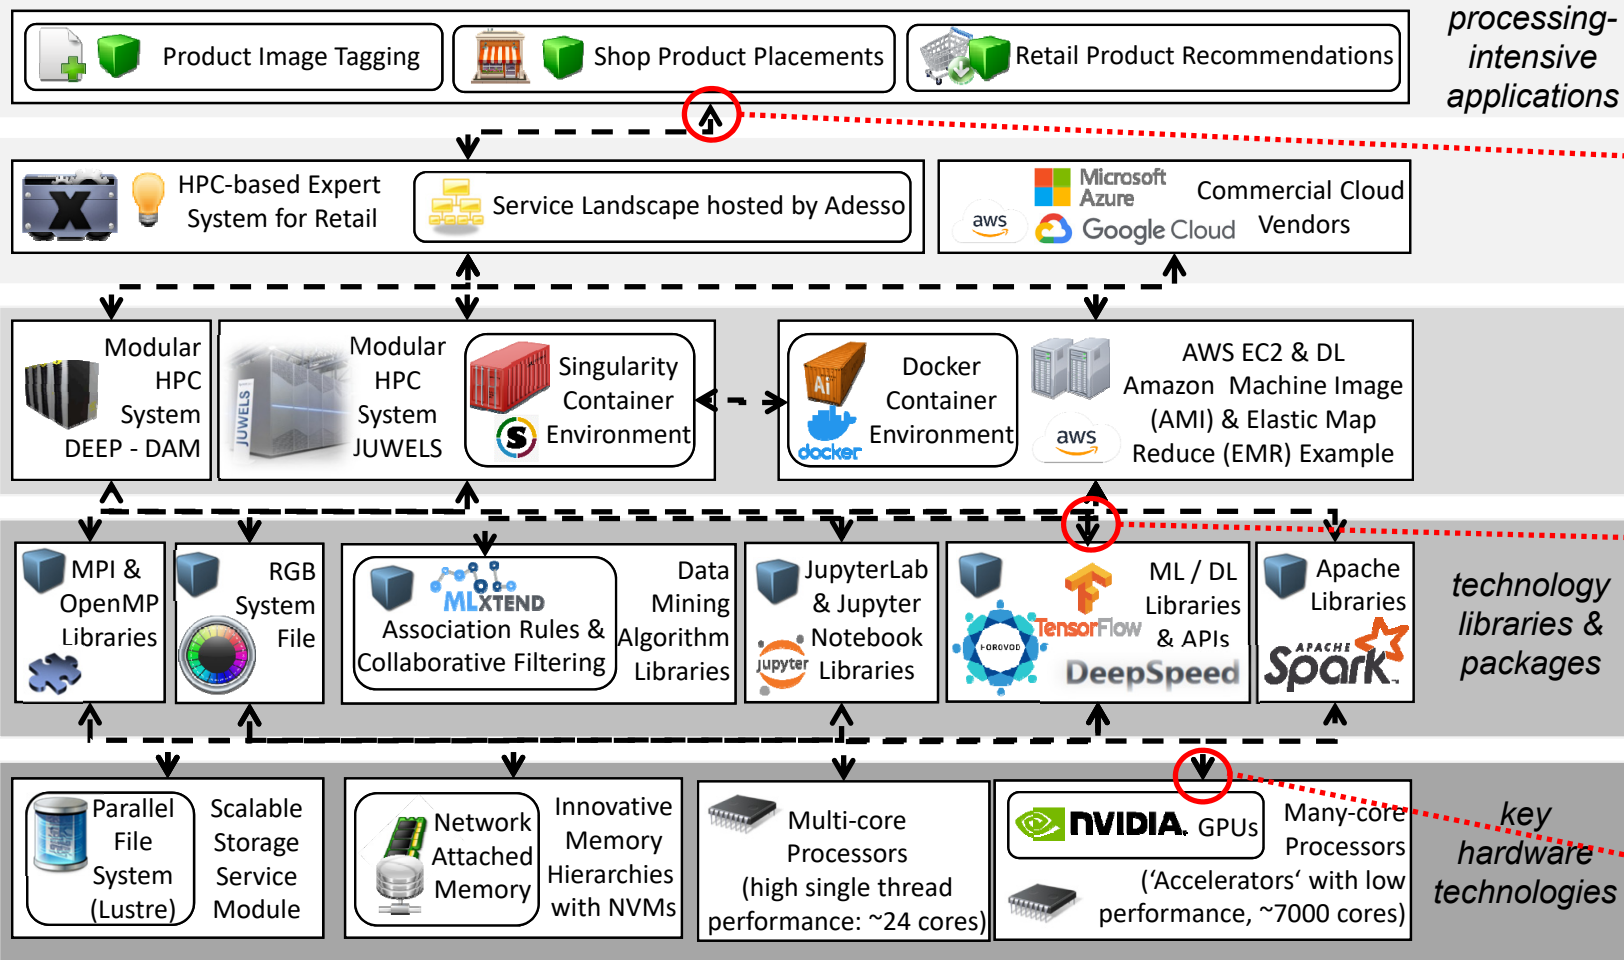 processing-
intensive
applications
Product Image Tagging
Shop Product Placements
Retail Product Recommendations
X
HPC-based Expert
System for Retail
Service Landscape hosted by Adesso
aws
Microsoft
Azure
Google Cloud
Commercial Cloud
Vendors
Modular
HPC
System
DEEP - DAM
JUWELS
Modular
HPC
System
JUWELS
Singularity
Container
Environment
S
Ai
docker
Docker
Container
Environment
aws
AWS EC2 & DL
Amazon Machine Image
(AMI) & Elastic Map
Reduce (EMR) Example
MPI &
OpenMP
Libraries
RGB
System
File
MLXTEND
Association Rules &
Collaborative Filtering
Data
Mining
Algorithm
Libraries
jupyter
JupyterLab
& Jupyter
Notebook
Libraries
HOROVOD
TensorFlow
ML / DL
Libraries
& APIs
DeepSpeed
Apache
Libraries
APACHE
Spark
technology
libraries &
packages
Parallel
File
System
(Lustre)
Scalable
Storage
Service
Module
Network
Attached
Memory
Innovative
Memory
Hierarchies
with NVMs
Multi-core
Processors
(high single thread
performance: ~24 cores)
NVIDIA. GPUs
Many-core
Processors
(‘Accelerators‘ with low
performance, ~7000 cores)
key
hardware
technologies